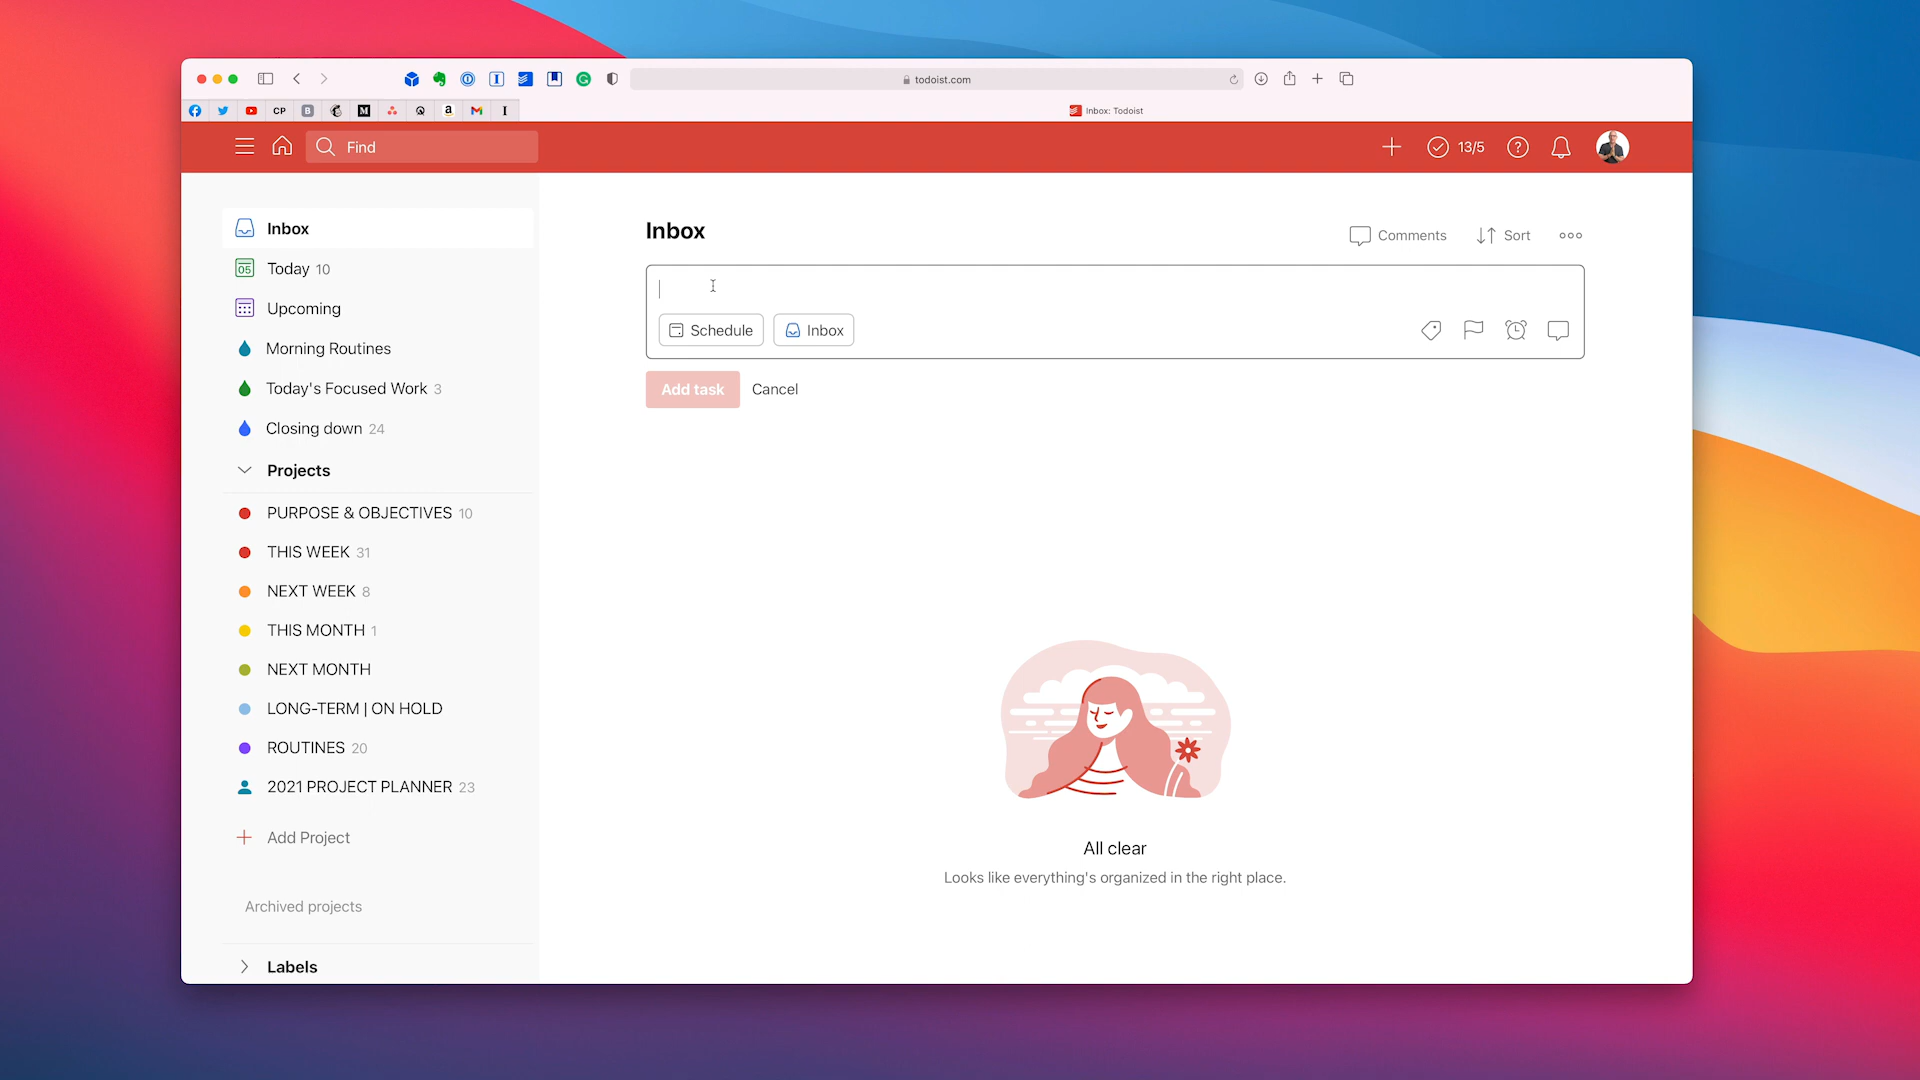 todoist.com
CP
B
M
Q
a
I
Inbox: Todoist
Find
13/5
Inbox
05
Today 10
Upcoming
Morning Routines
Today's Focused Work 3
Closing down 24
Projects
PURPOSE & OBJECTIVES 10
THIS WEEK 31
NEXT WEEK 8
THIS MONTH 1
NEXT MONTH
LONG-TERM | ON HOLD
ROUTINES 20
2021 PROJECT PLANNER 23
Add Project
Archived projects
Labels
Inbox
Comments
Sort
Schedule
Inbox
Add task
Cancel
All clear
Looks like everything's organized in the right place.